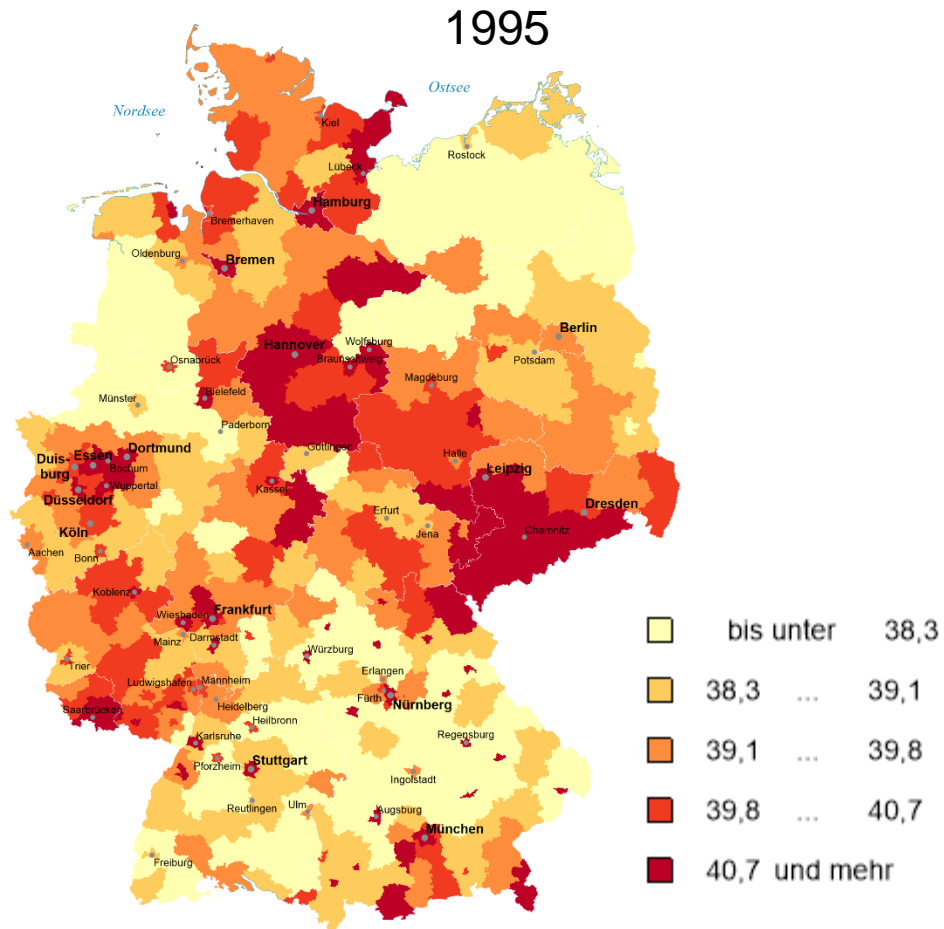 1995
Ostsee
Nordsee
Kiel
Rostock
Lübeck
Hamburg
Bremerhaven
Oldenburg
Bremen
Berlin
Hannover
Wolfsburg
Potsdam
Osnabrück
Braunschweig
Magdeburg
Bielefeld
Münster
Paderborn
Göttingen
Dortmund
Halle
Duis-
burg
Essen
Bochum
Leipzig
Wuppertal
Kassel
Düsseldorf
Dresden
Erfurt
Köln
Jena
Chemnitz
Aachen
Bonn
Koblenz
Wiesbaden
Frankfurt
Mainz
Darmstadt
Würzburg
Trier
Erlangen
Ludwigshafen
Mannheim
Fürth
Nürnberg
Saarbrücken
Heidelberg
Heilbronn
Karlsruhe
Regensburg
Pforzheim
Stuttgart
Ingolstadt
Reutlingen
Ulm
Augsburg
München
Freiburg
bis unter 38,3
38,3 ... 39,1
39,1 ... 39,8
39,8 ... 40,7
40,7 und mehr